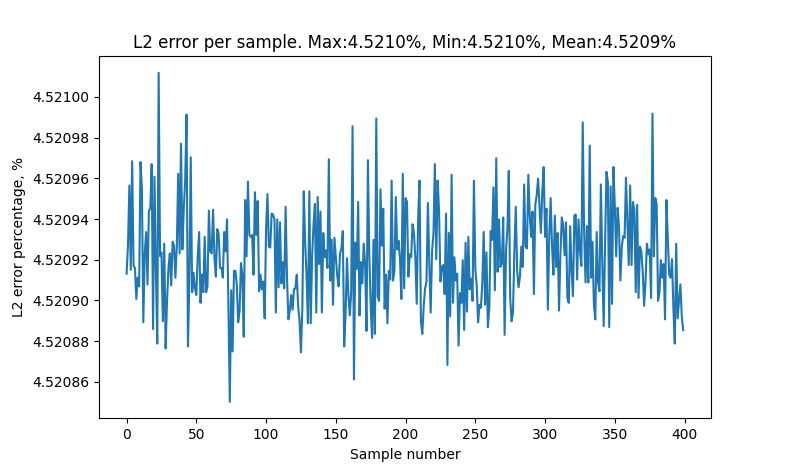 L2 error per sample. Max:4.5210%, Min:4.5210%, Mean:4.5209%
L2 error percentage, %
4.52100
4.52098
4.52096
4.52094
4.52092
4.52090
4.52088
4.52086
0 50 100 150 200 250 300 350 400
Sample number